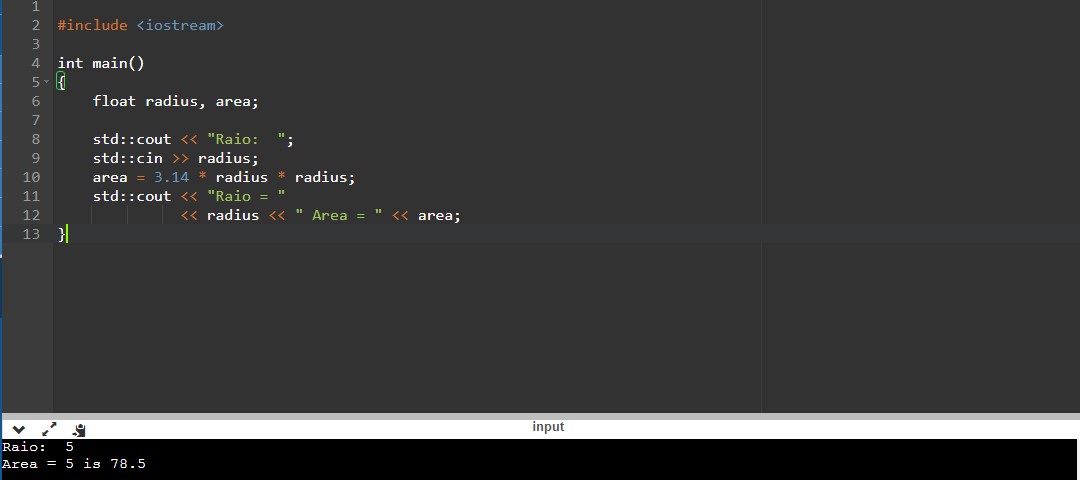 1
2 #include <iostream>
3
4 int main()
5 {
6     float radius, area;
7
8     std::cout << "Raio:  ";
9     std::cin >> radius;
10     area = 3.14 * radius * radius;
11     std::cout << "Raio = "
12               << radius << " Area = " << area;
13 }
input
Raio:  5
Area = 5 is 78.5